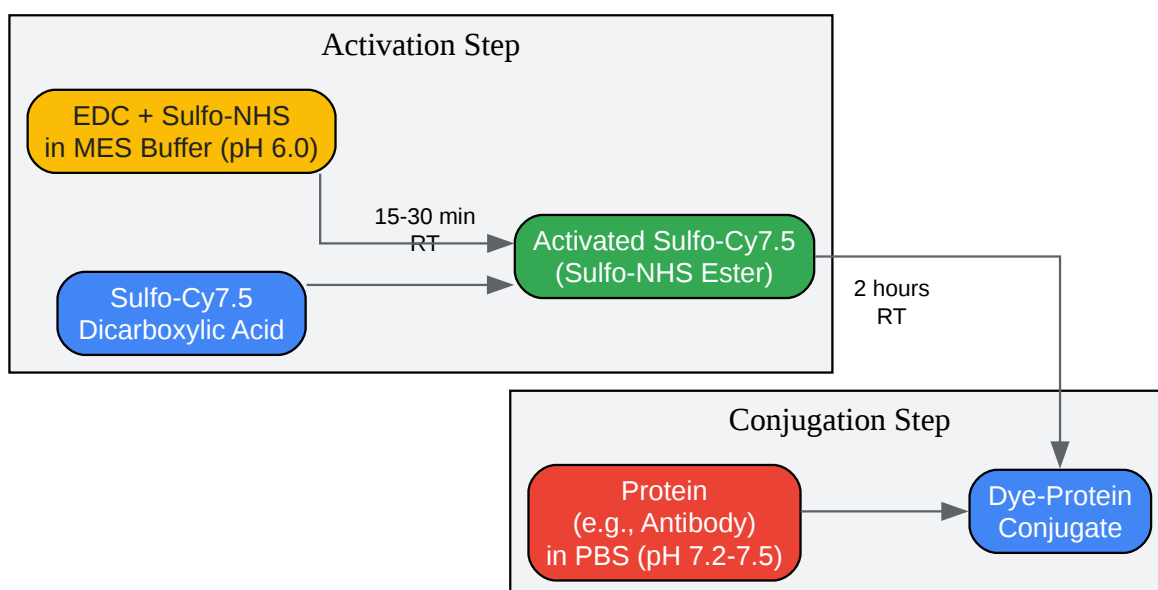 Activation Step
EDC + Sulfo-NHS
in MES Buffer (pH 6.0)
15-30 min
RT
Activated Sulfo-Cy7.5
(Sulfo-NHS Ester)
Sulfo-Cy7.5
Dicarboxylic Acid
2 hours
RT
Conjugation Step
Protein
(e.g., Antibody)
in PBS (pH 7.2-7.5)
Dye-Protein
Conjugate